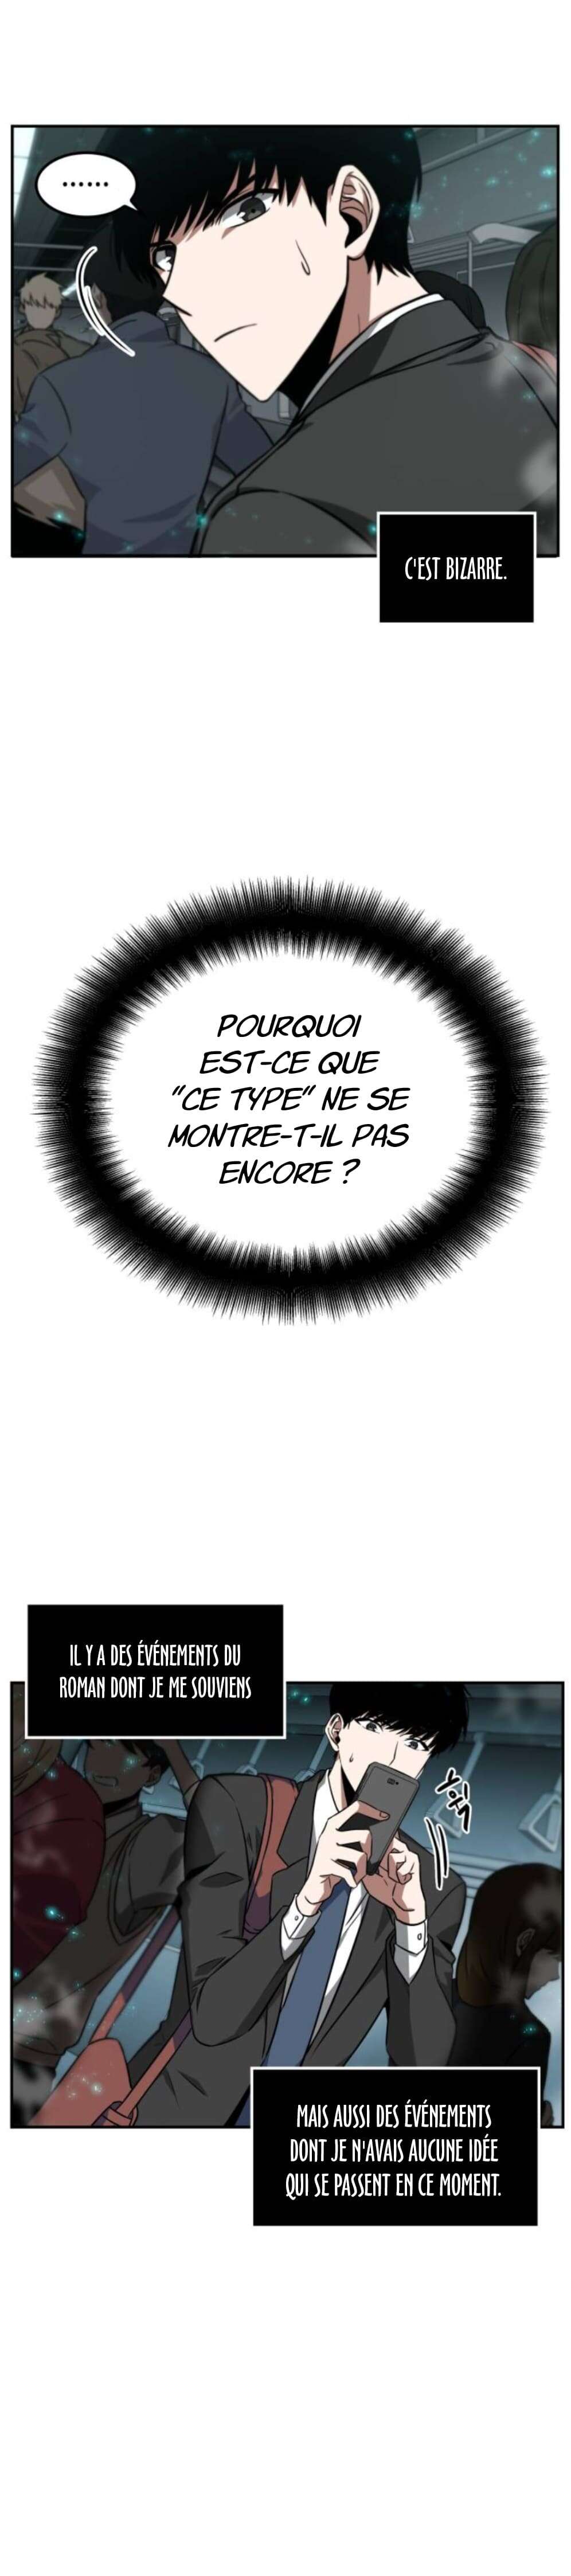 ......
C'EST BIZARRE.
POURQUOI
EST-CE QUE
"CE TYPE" NE SE
MONTRE-T-IL PAS
ENCORE ?
IL Y A DES ÉVÉNEMENTS DU
ROMAN DONT JE ME SOUVIENS
MAIS AUSSI DES ÉVÉNEMENTS
DONT JE N'AVAIS AUCUNE IDÉE
QUI SE PASSENT EN CE MOMENT.